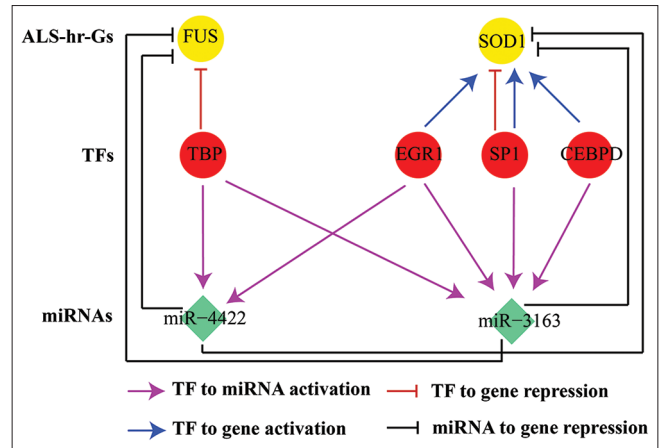 ALS-hr-Gs FUS SOD1
TFs TBP EGR1 SP1 CEBPD
miRNAs miR−4422 miR−3163
TF to miRNA activation TF to gene repression
TF to gene activation miRNA to gene repression